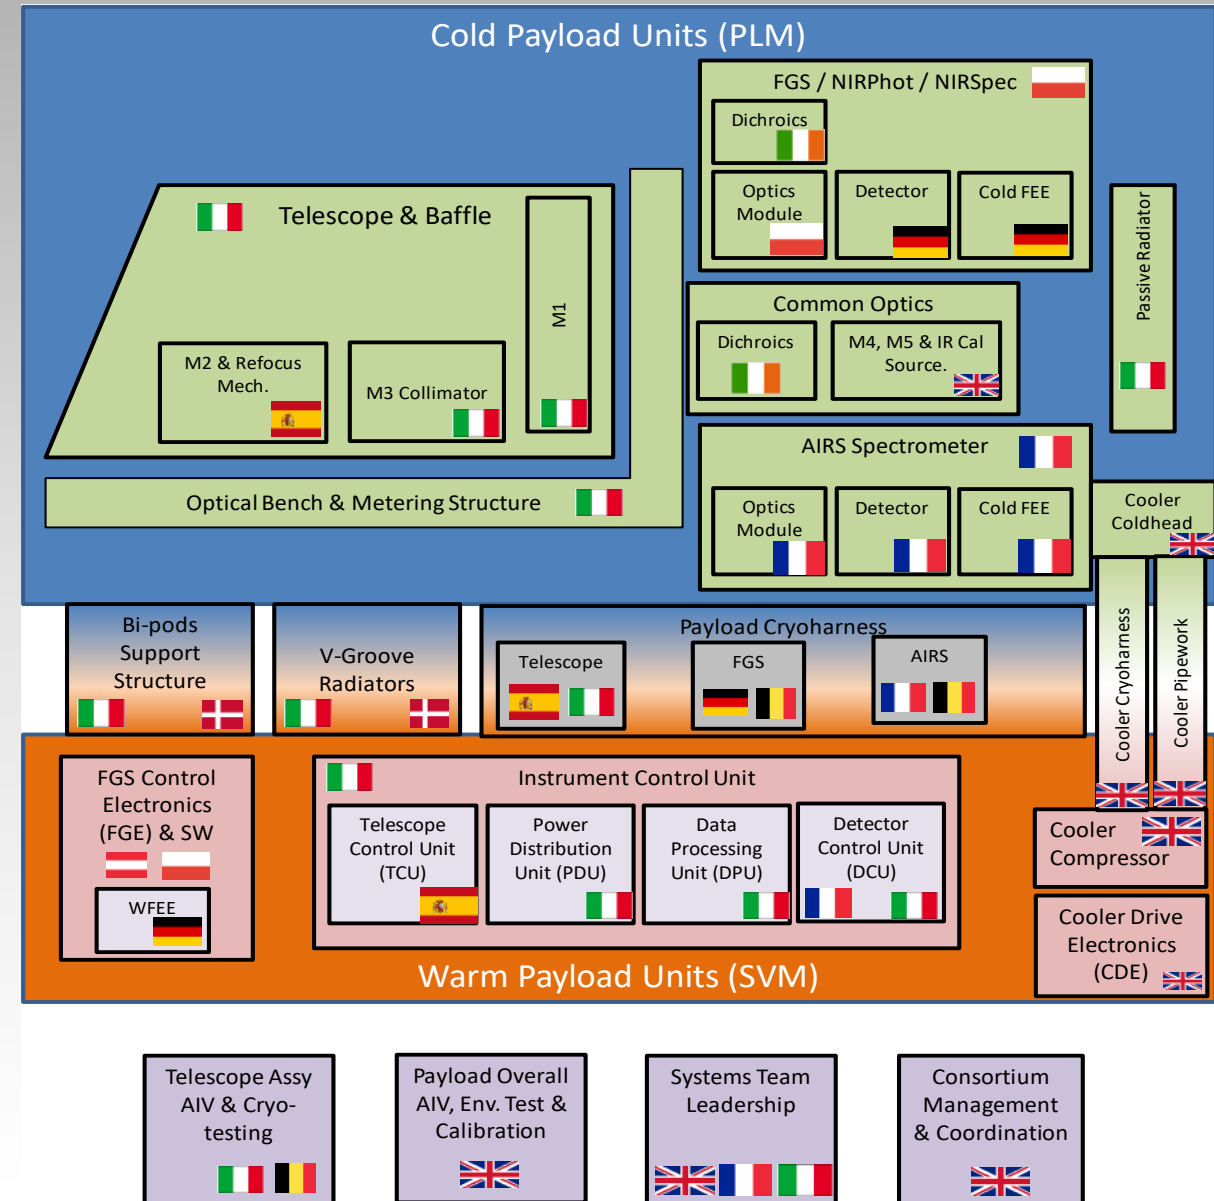 Cold Payload Units (PLM)
FGS / NIRPhot / NIRSpec
Dichroics
Optics
Module
Detector
Cold FEE
Telescope & Baffle
M1
M2 & Refocus
Mech.
M3 Collimator
Passive Radiator
Common Optics
Dichroics
M4, M5 & IR Cal
Source.
AIRS Spectrometer
Optics
Module
Detector
Cold FEE
Optical Bench & Metering Structure
Cooler
Coldhead
Bi-pods
Support
Structure
V-Groove
Radiators
Payload Cryoharness
Telescope
FGS
AIRS
Cooler Cryoharness
Cooler Pipework
FGS Control
Electronics
(FGE) & SW
WFEE
Instrument Control Unit
Telescope
Control Unit
(TCU)
Power
Distribution
Unit (PDU)
Data
Processing
Unit (DPU)
Detector
Control Unit
(DCU)
Cooler
Compressor
Cooler Drive
Electronics
(CDE)
Warm Payload Units (SVM)
Telescope Assy
AIV & Cryo-
testing
Payload Overall
AIV, Env. Test &
Calibration
Systems Team
Leadership
Consortium
Management
& Coordination